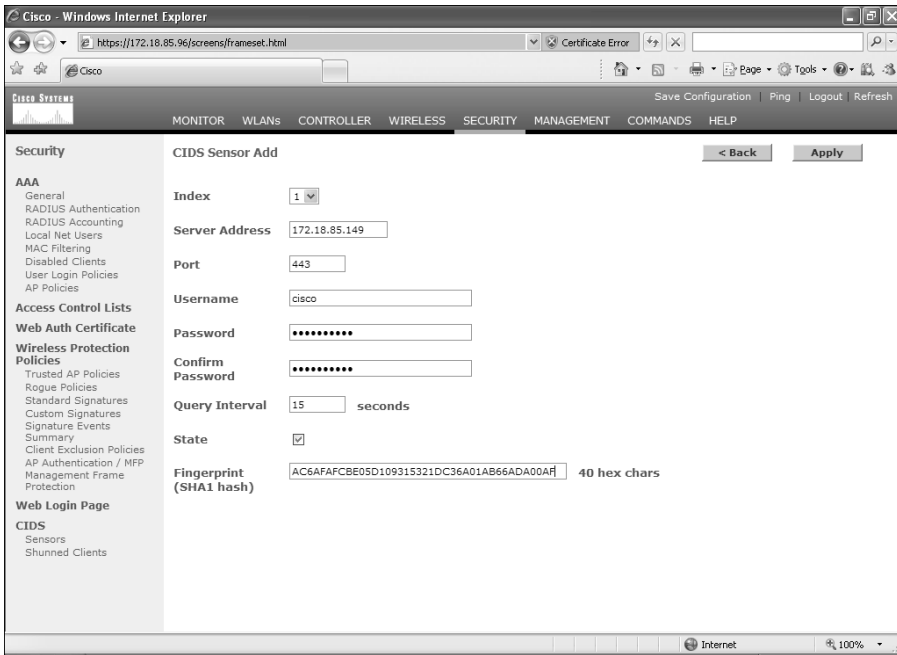 Cisco - Windows Internet Explorer
https://172.18.85.96/screens/frameset.html
Certificate Error
Cisco
Page
Tools
CISCO SYSTEMS
Save Configuration | Ping | Logout | Refresh
MONITOR WLANs CONTROLLER WIRELESS SECURITY MANAGEMENT COMMANDS HELP
Security
AAA
General
RADIUS Authentication
RADIUS Accounting
Local Net Users
MAC Filtering
Disabled Clients
User Login Policies
AP Policies
Access Control Lists
Web Auth Certificate
Wireless Protection
Policies
Trusted AP Policies
Rogue Policies
Standard Signatures
Custom Signatures
Signature Events
Summary
Client Exclusion Policies
AP Authentication / MFP
Management Frame
Protection
Web Login Page
CIDS
Sensors
Shunned Clients
CIDS Sensor Add
< Back
Apply
Index 1
Server Address 172.18.85.149
Port 443
Username cisco
Password ••••••••••
Confirm
Password ••••••••••
Query Interval 15 seconds
State
Fingerprint
(SHA1 hash) AC6AFAFCBE05D109315321DC36A01AB66ADA00AF 40 hex chars
Internet
100%